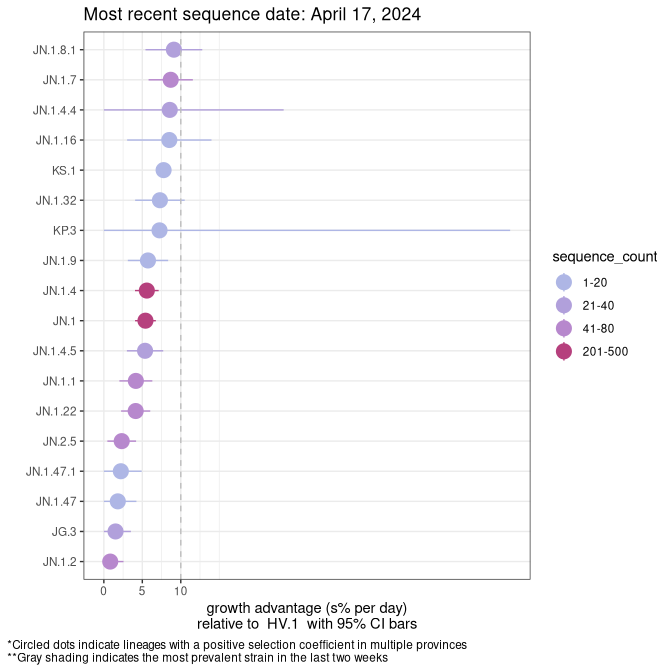 Most recent sequence date: April 17, 2024
JN.1.8.1
JN.1.7
JN.1.4.4
JN.1.16
KS.1
JN.1.32
KP.3
JN.1.9
JN.1.4
JN.1
JN.1.4.5
JN.1.1
JN.1.22
JN.2.5
JN.1.47.1
JN.1.47
JG.3
JN.1.2
0 5 10
growth advantage (s% per day)
relative to HV.1 with 95% CI bars
sequence_count
1-20
21-40
41-80
201-500
*Circled dots indicate lineages with a positive selection coefficient in multiple provinces
**Gray shading indicates the most prevalent strain in the last two weeks